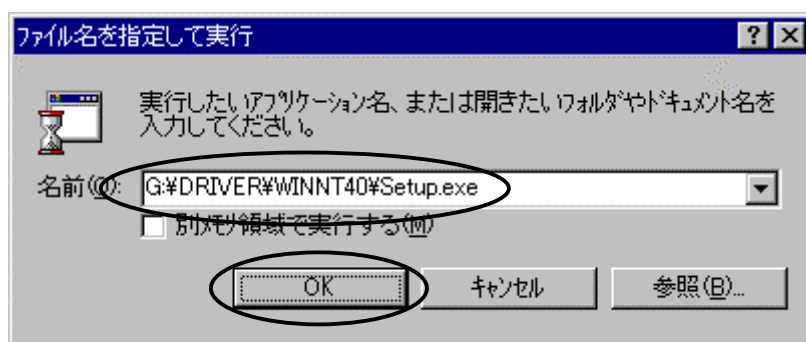 ファイル名を指定して実行
実行したいアプリケーション名、または開きたいフォルダやドキュメント名を
入力してください。
名前(O):
G:¥DRIVER¥WINNT40¥Setup.exe
別メモリ領域で実行する(M)
OK
キャンセル
参照(B)...